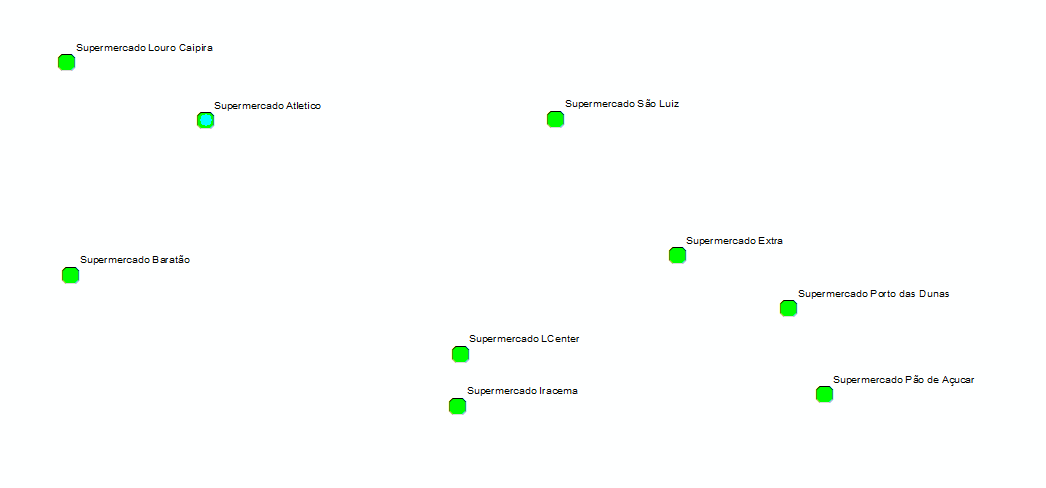 Supermercado Louro Caipira
Supermercado Atletico
Supermercado São Luiz
Supermercado Extra
Supermercado Baratão
Supermercado Porto das Dunas
Supermercado LCenter
Supermercado Pão de Açucar
Supermercado Iracema